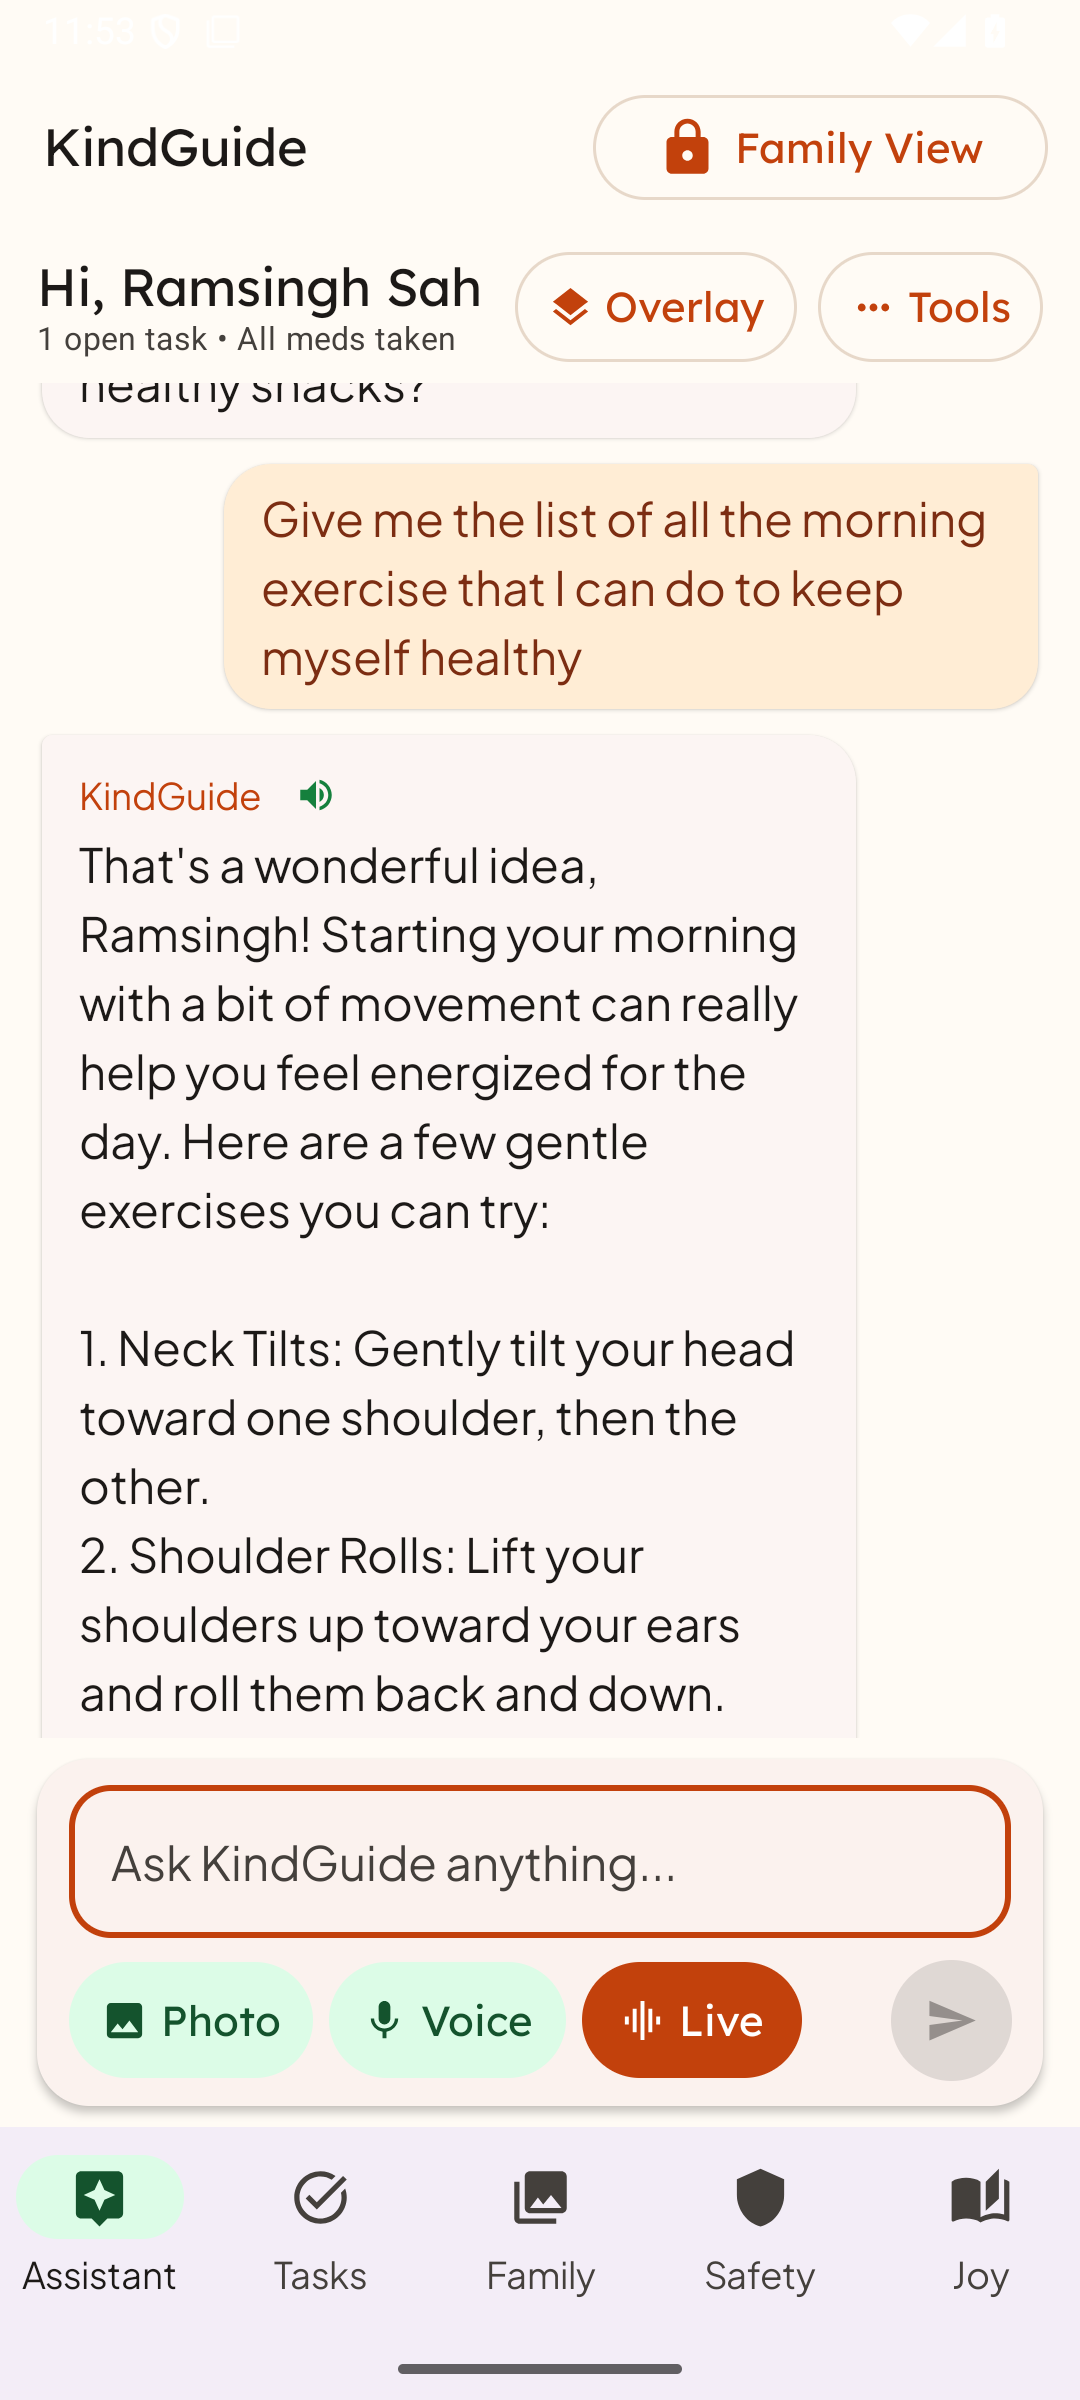 11:53
KindGuide
Family View
Hi, Ramsingh Sah
1 open task • All meds taken
Overlay
Tools
healthy snacks?
Give me the list of all the morning
exercise that I can do to keep
myself healthy
KindGuide
That's a wonderful idea,
Ramsingh! Starting your morning
with a bit of movement can really
help you feel energized for the
day. Here are a few gentle
exercises you can try:
1. Neck Tilts: Gently tilt your head
toward one shoulder, then the
other.
2. Shoulder Rolls: Lift your
shoulders up toward your ears
and roll them back and down.
Ask KindGuide anything...
Photo
Voice
Live
Assistant
Tasks
Family
Safety
Joy